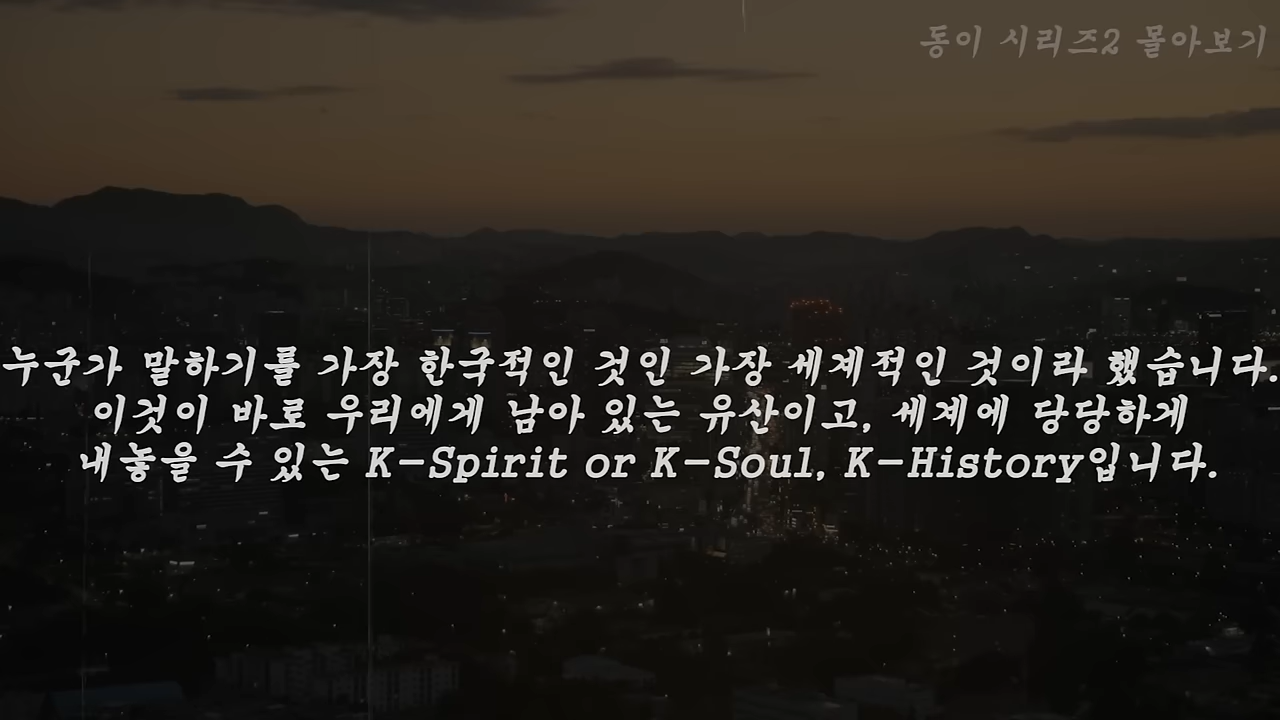 동이 시리즈2 몰아보기
누군가 말하기를 가장 한국적인 것인 가장 세계적인 것이라 했습니다.
이것이 바로 우리에게 남아 있는 유산이고, 세계에 당당하게
내놓을 수 있는 K-Spirit or K-Soul, K-History입니다.